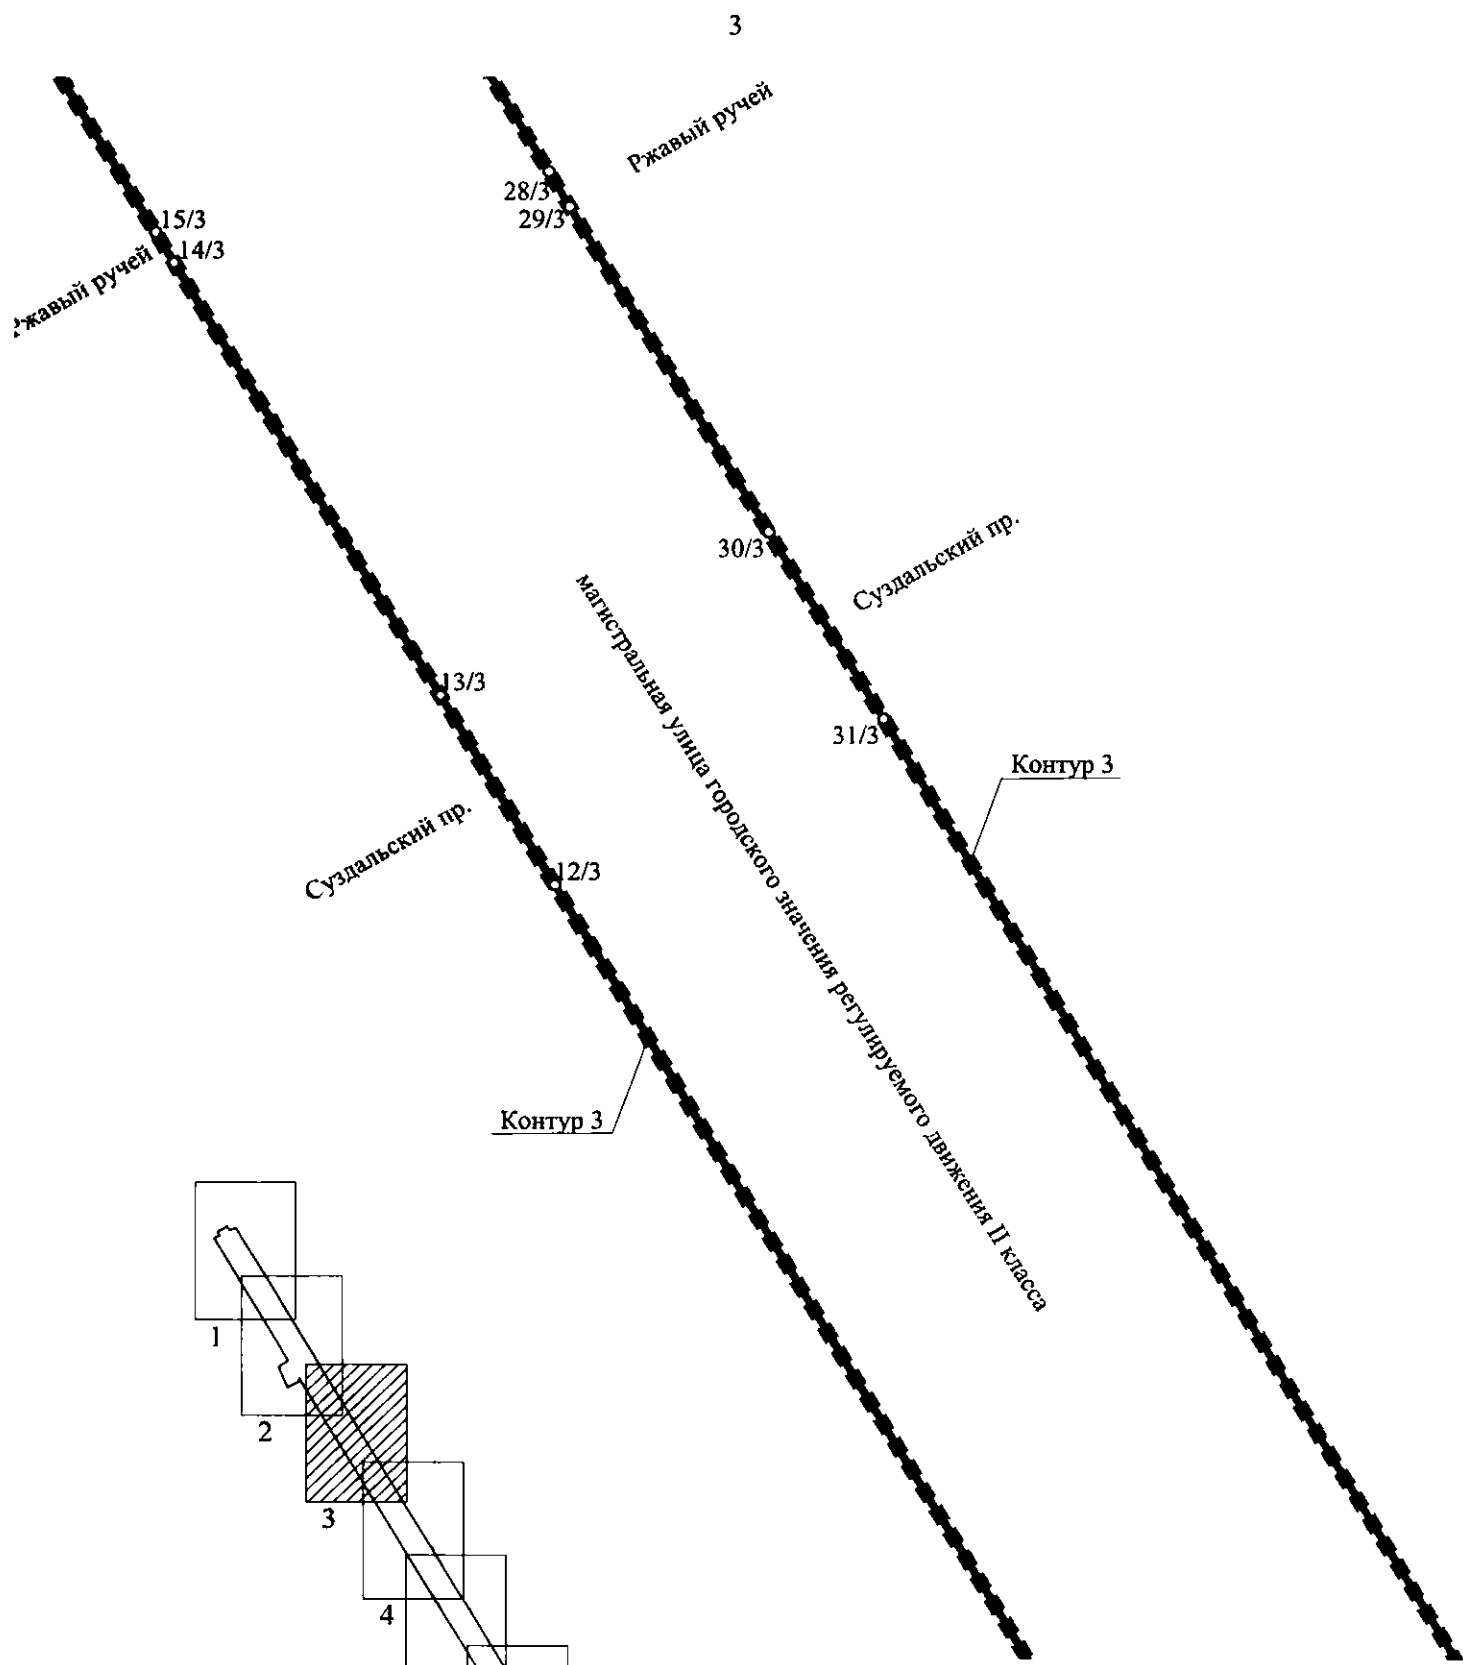 3
Ржавый ручей
28/3
29/3
15/3
14/3
Ржавый ручей
30/3
Суздальский пр.
магистральная улица городского значения регулируемого движения II класса
13/3
31/3
Контур 3
Суздальский пр.
12/3
Контур 3
1
2
3
4